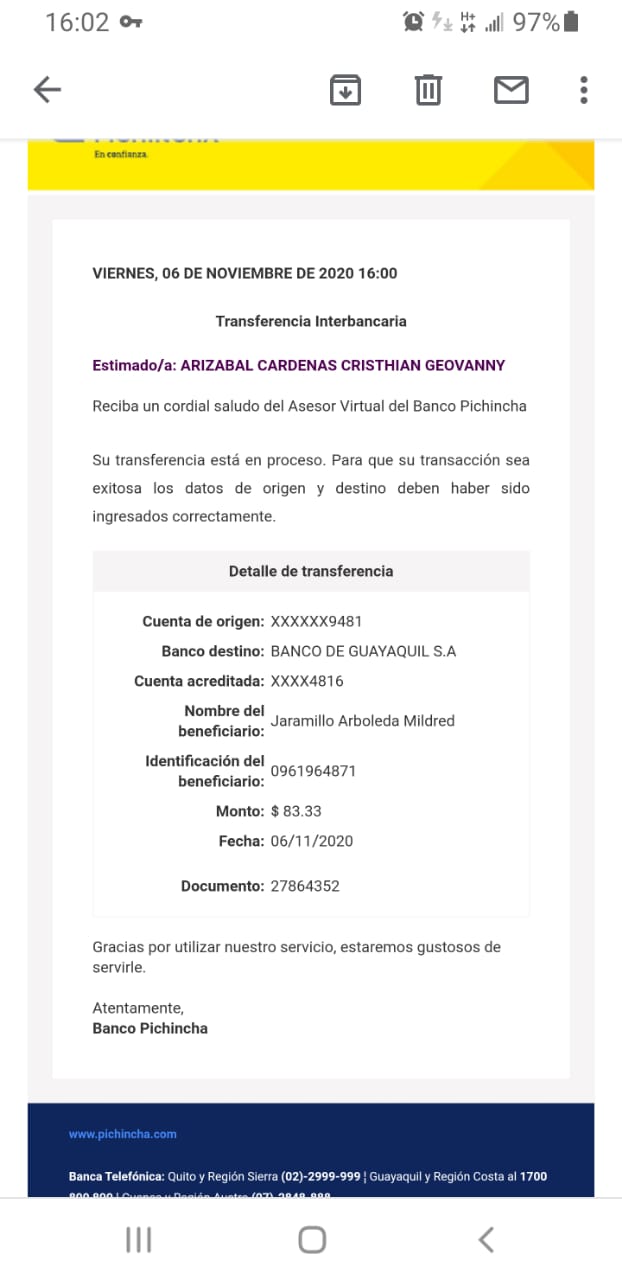 16:02
97%
En confianza.
VIERNES, 06 DE NOVIEMBRE DE 2020 16:00
Transferencia Interbancaria
Estimado/a: ARIZABAL CARDENAS CRISTHIAN GEOVANNY
Reciba un cordial saludo del Asesor Virtual del Banco Pichincha
Su transferencia está en proceso. Para que su transacción sea
exitosa los datos de origen y destino deben haber sido
ingresados correctamente.
Detalle de transferencia
Cuenta de origen: XXXXXX9481
Banco destino: BANCO DE GUAYAQUIL S.A
Cuenta acreditada: XXXX4816
Nombre del
beneficiario: Jaramillo Arboleda Mildred
Identificación del
beneficiario: 0961964871
Monto: $ 83.33
Fecha: 06/11/2020
Documento: 27864352
Gracias por utilizar nuestro servicio, estaremos gustosos de
servirle.
Atentamente,
Banco Pichincha
www.pichincha.com
Banca Telefónica: Quito y Región Sierra (02)-2999-999 | Guayaquil y Región Costa al 1700